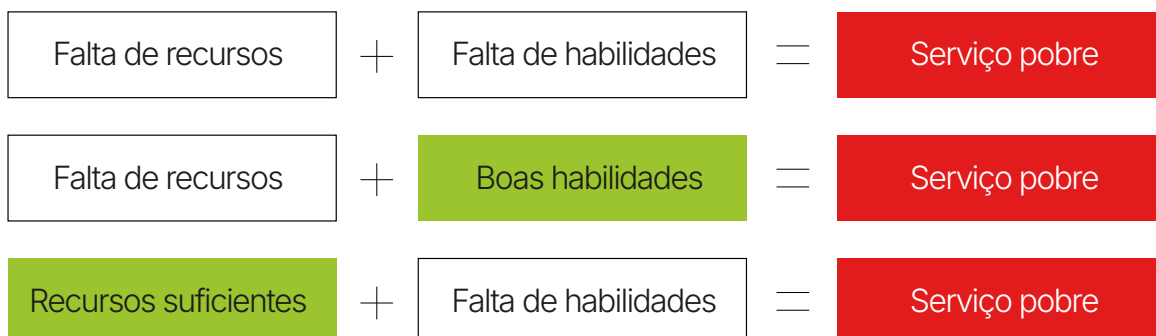 Falta de recursos + Falta de habilidades = Serviço pobre
Falta de recursos + Boas habilidades = Serviço pobre
Recursos suficientes + Falta de habilidades = Serviço pobre